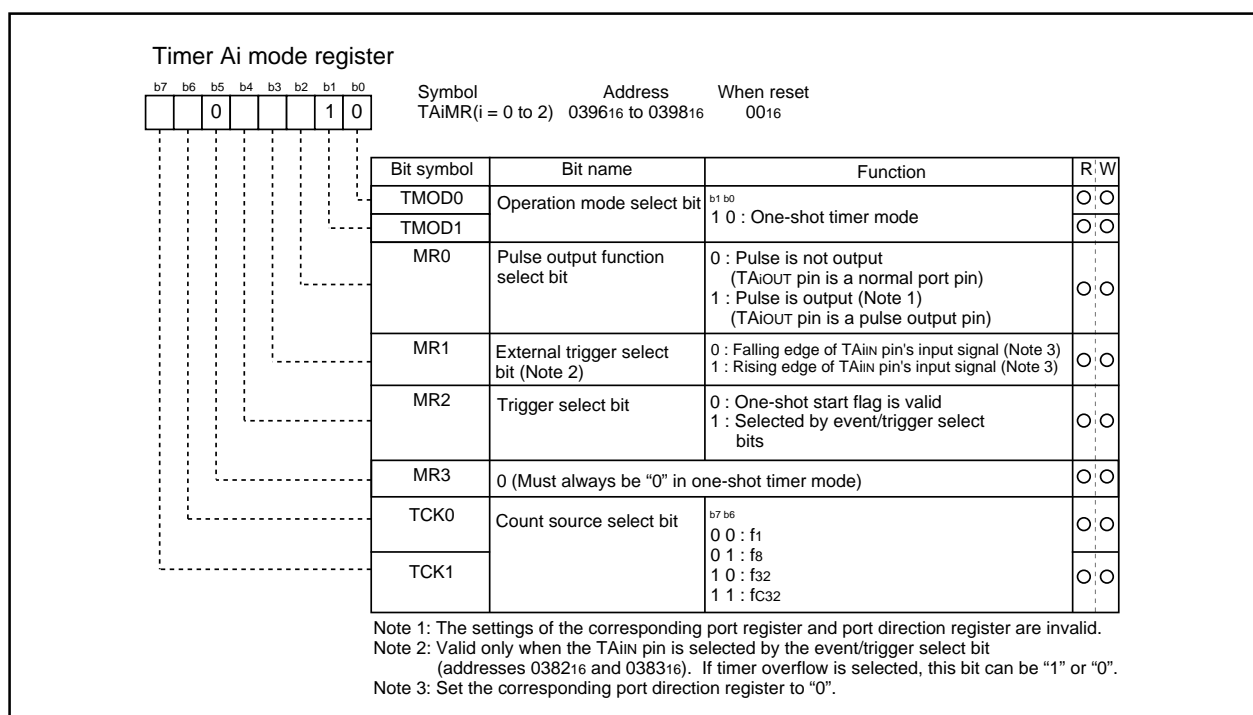 Timer Ai mode register
b7 b6 b5 b4 b3 b2 b1 b0
0 1 0
Symbol Address When reset
TAiMR(i = 0 to 2) 039616 to 039816 0016
Bit symbol Bit name Function R W
TMOD0 Operation mode select bit b1 b0
1 0 : One-shot timer mode
TMOD1
MR0 Pulse output function 0 : Pulse is not output
select bit (TAiOUT pin is a normal port pin)
1 : Pulse is output (Note 1)
(TAiOUT pin is a pulse output pin)
MR1 External trigger select 0 : Falling edge of TAiIN pin's input signal (Note 3)
bit (Note 2) 1 : Rising edge of TAiIN pin's input signal (Note 3)
MR2 Trigger select bit 0 : One-shot start flag is valid
1 : Selected by event/trigger select
bits
MR3 0 (Must always be “0” in one-shot timer mode)
TCK0 Count source select bit b7 b6
0 0 : f1
0 1 : f8
TCK1 1 0 : f32
1 1 : fC32
Note 1: The settings of the corresponding port register and port direction register are invalid.
Note 2: Valid only when the TAiIN pin is selected by the event/trigger select bit
(addresses 038216 and 038316). If timer overflow is selected, this bit can be “1” or “0”.
Note 3: Set the corresponding port direction register to “0”.